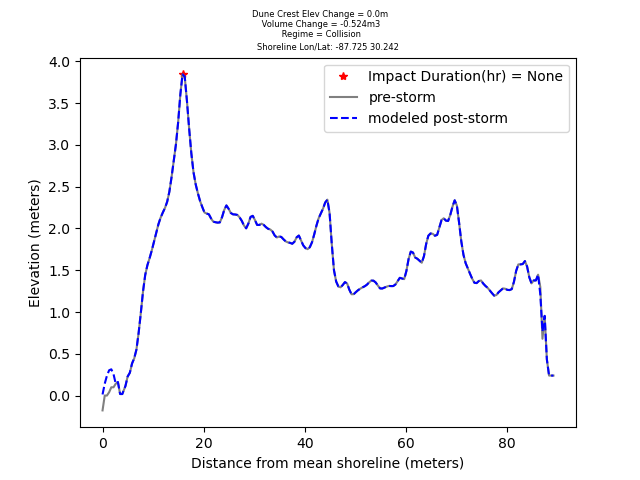 Dune Crest Elev Change = 0.0m
Volume Change = -0.524m3
Regime = Collision
Shoreline Lon/Lat: -87.725 30.242
Impact Duration(hr) = None
pre-storm
modeled post-storm
4.0
3.5
3.0
2.5
2.0
1.5
1.0
0.5
0.0
Elevation (meters)
0 20 40 60 80
Distance from mean shoreline (meters)